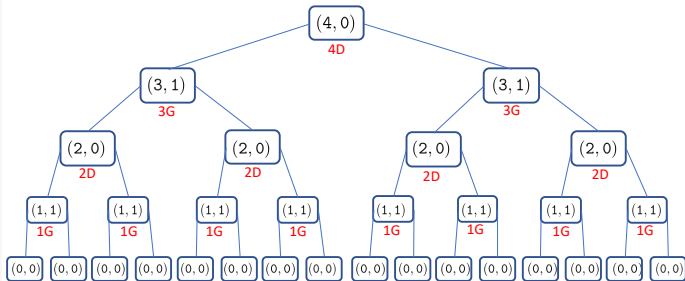 (4, 0)
4D
(3, 1) (3, 1)
3G 3G
(2, 0) (2, 0) (2, 0) (2, 0)
2D 2D 2D 2D
(1, 1) (1, 1) (1, 1) (1, 1) (1, 1) (1, 1) (1, 1) (1, 1)
1G 1G 1G 1G 1G 1G 1G 1G
(0, 0) (0, 0) (0, 0) (0, 0) (0, 0) (0, 0) (0, 0) (0, 0) (0, 0) (0, 0) (0, 0) (0, 0) (0, 0) (0, 0) (0, 0) (0, 0)